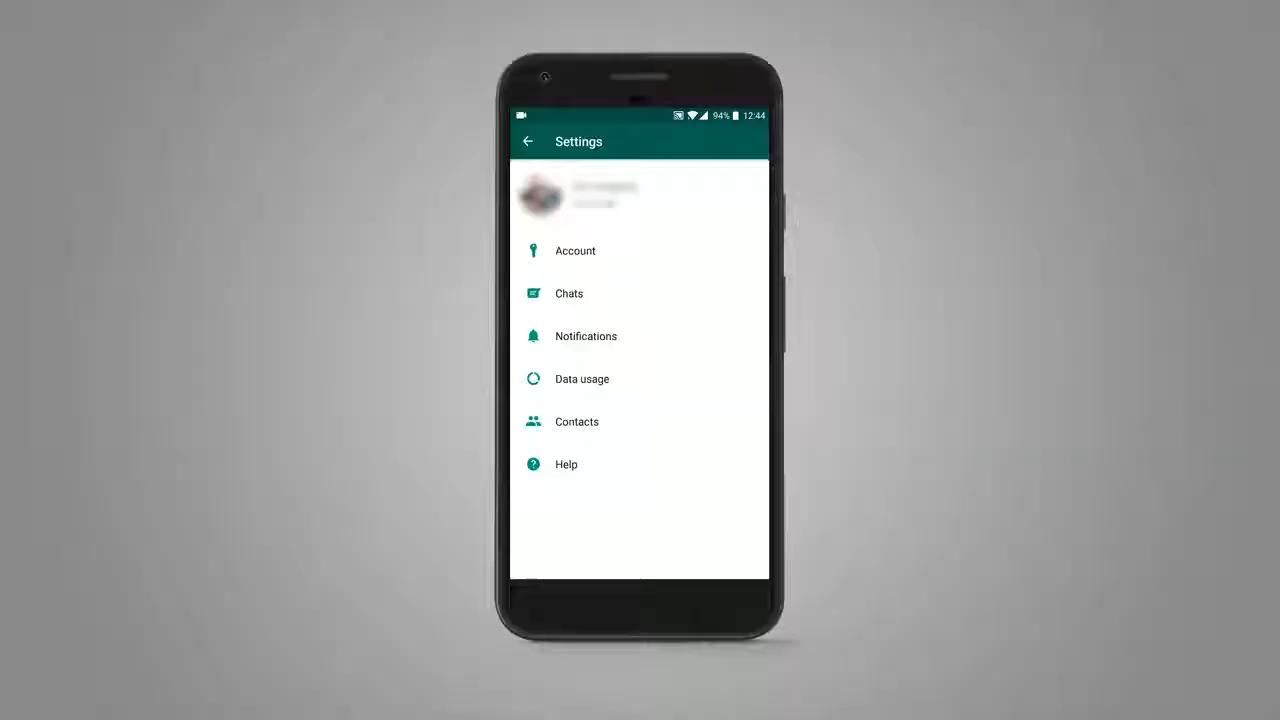 94% 12:44
Settings
Account
Chats
Notifications
Data usage
Contacts
Help